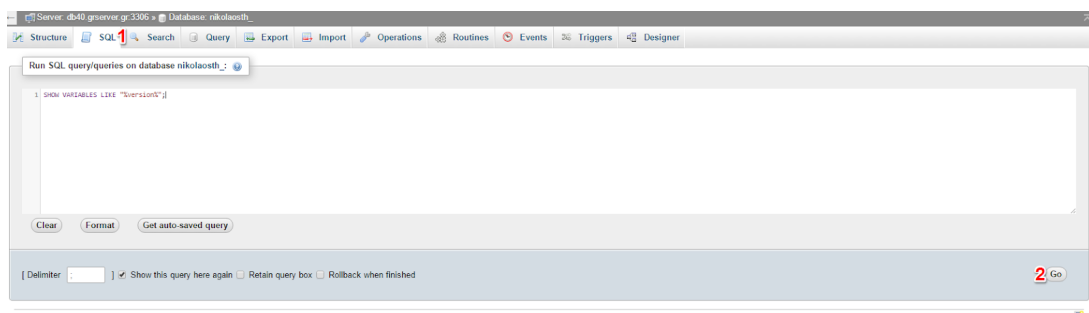 Server: db40.grserver.gr:3306 » Database: nikolaosth_
Structure SQL 1 Search Query Export Import Operations Routines Events Triggers Designer
Run SQL query/queries on database nikolaosth_:
1 SHOW VARIABLES LIKE "%version%";
Clear Format Get auto-saved query
[ Delimiter ; ] Show this query here again Retain query box Rollback when finished 2 Go